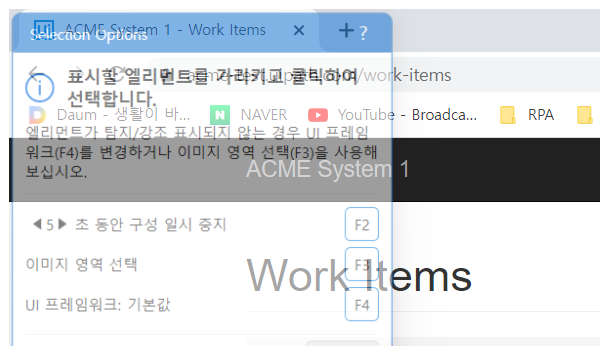 ACME System 1 - Work Items
Selection Options
?
표시할 엘리먼트를 가리키고 클릭하여
선택합니다.
/work-items
Daum - 생활이 바...
NAVER
YouTube - Broadca...
RPA
엘리먼트가 탐지/강조 표시되지 않는 경우 UI 프레임
워크(F4)를 변경하거나 이미지 영역 선택(F3)을 사용해
보십시오.
ACME System 1
5 초 동안 구성 일시 중지
F2
이미지 영역 선택
F3
Work Items
UI 프레임워크: 기본값
F4